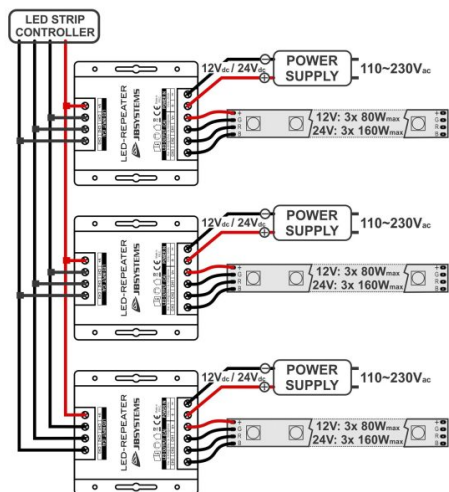 LED STRIP
CONTROLLER
12Vdc / 24Vdc
POWER
SUPPLY
110~230Vac
LED-REPEATER
JBSYSTEMS
12V: 3x 80Wmax
24V: 3x 160Wmax
+
G
R
B
12Vdc / 24Vdc
POWER
SUPPLY
110~230Vac
LED-REPEATER
JBSYSTEMS
12V: 3x 80Wmax
24V: 3x 160Wmax
+
G
R
B
12Vdc / 24Vdc
POWER
SUPPLY
110~230Vac
LED-REPEATER
JBSYSTEMS
12V: 3x 80Wmax
24V: 3x 160Wmax
+
G
R
B